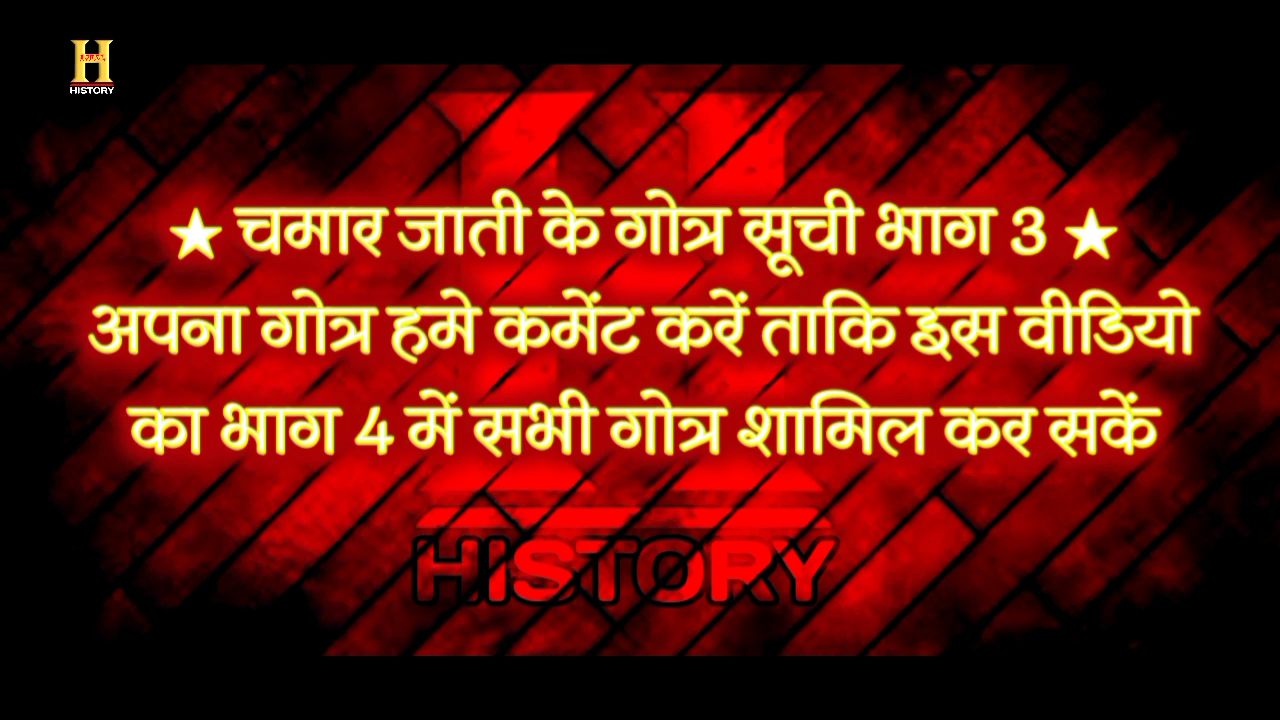 HISTORY
★ चमार जाती के गोत्र सूची भाग 3 ★
अपना गोत्र हमे कमेंट करें ताकि इस वीडियो
का भाग 4 में सभी गोत्र शामिल कर सकें
HISTORY